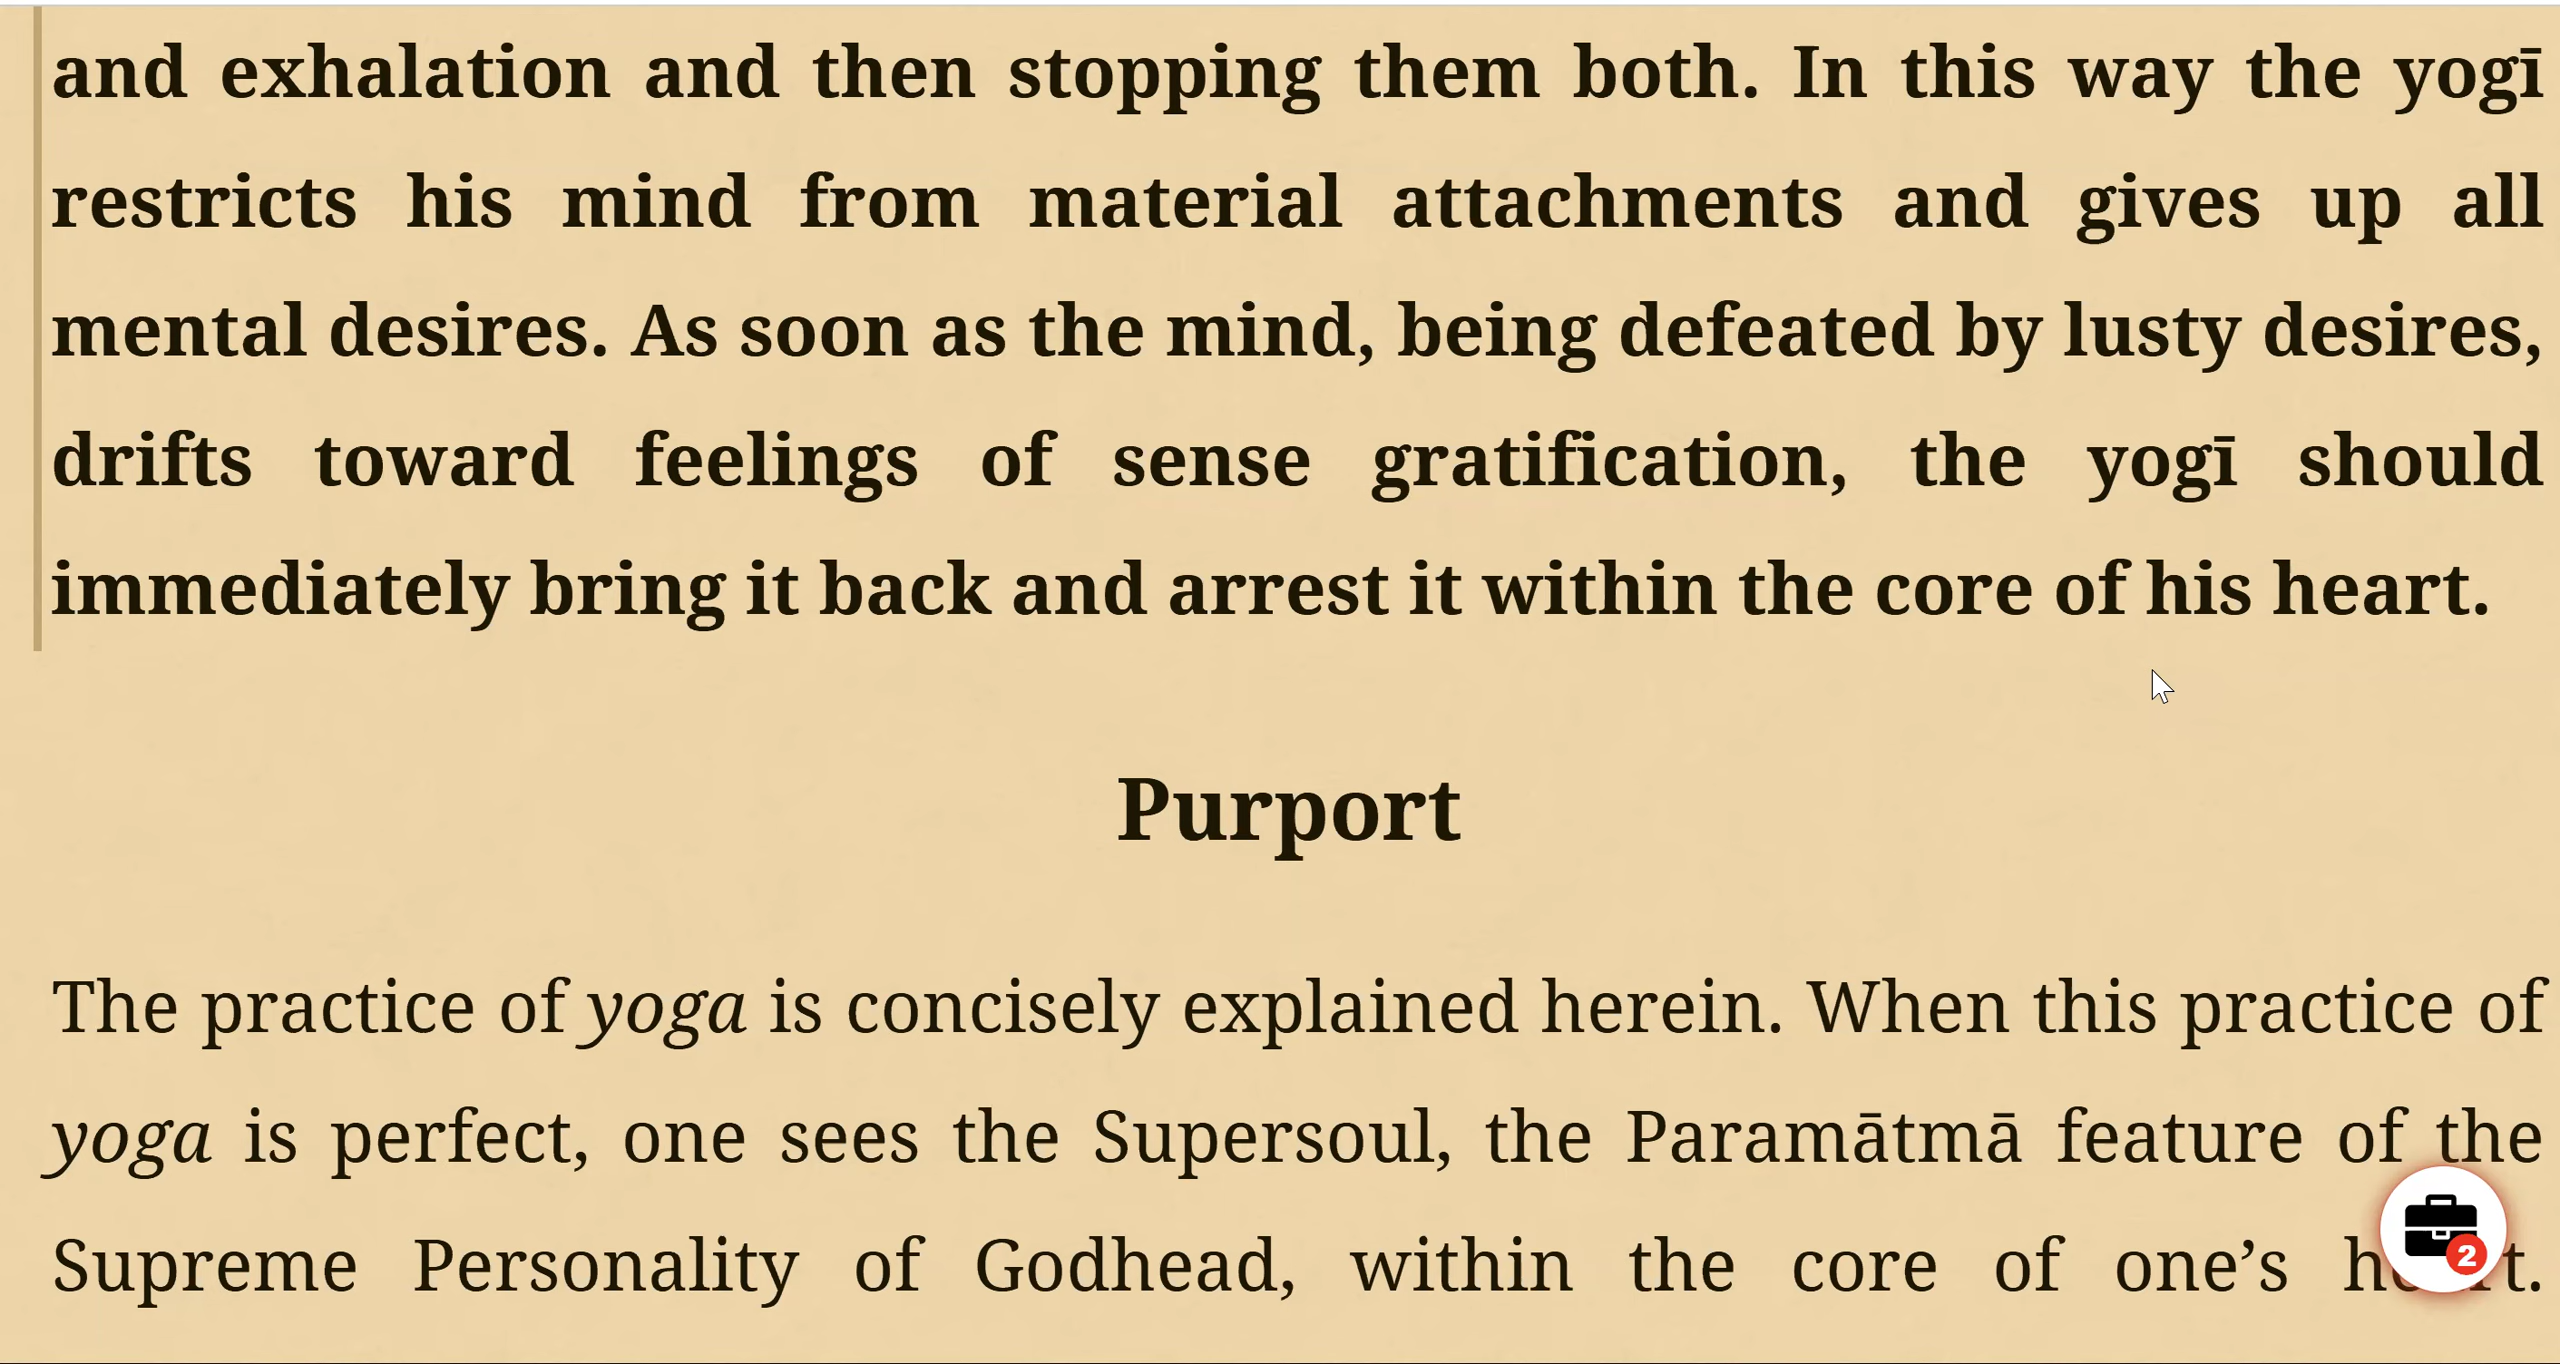 and exhalation and then stopping them both. In this way the yogī
restricts his mind from material attachments and gives up all
mental desires. As soon as the mind, being defeated by lusty desires,
drifts toward feelings of sense gratification, the yogī should
immediately bring it back and arrest it within the core of his heart.
Purport
The practice of yoga is concisely explained herein. When this practice of
yoga is perfect, one sees the Supersoul, the Paramātmā feature of the
Supreme Personality of Godhead, within the core of one’s
2